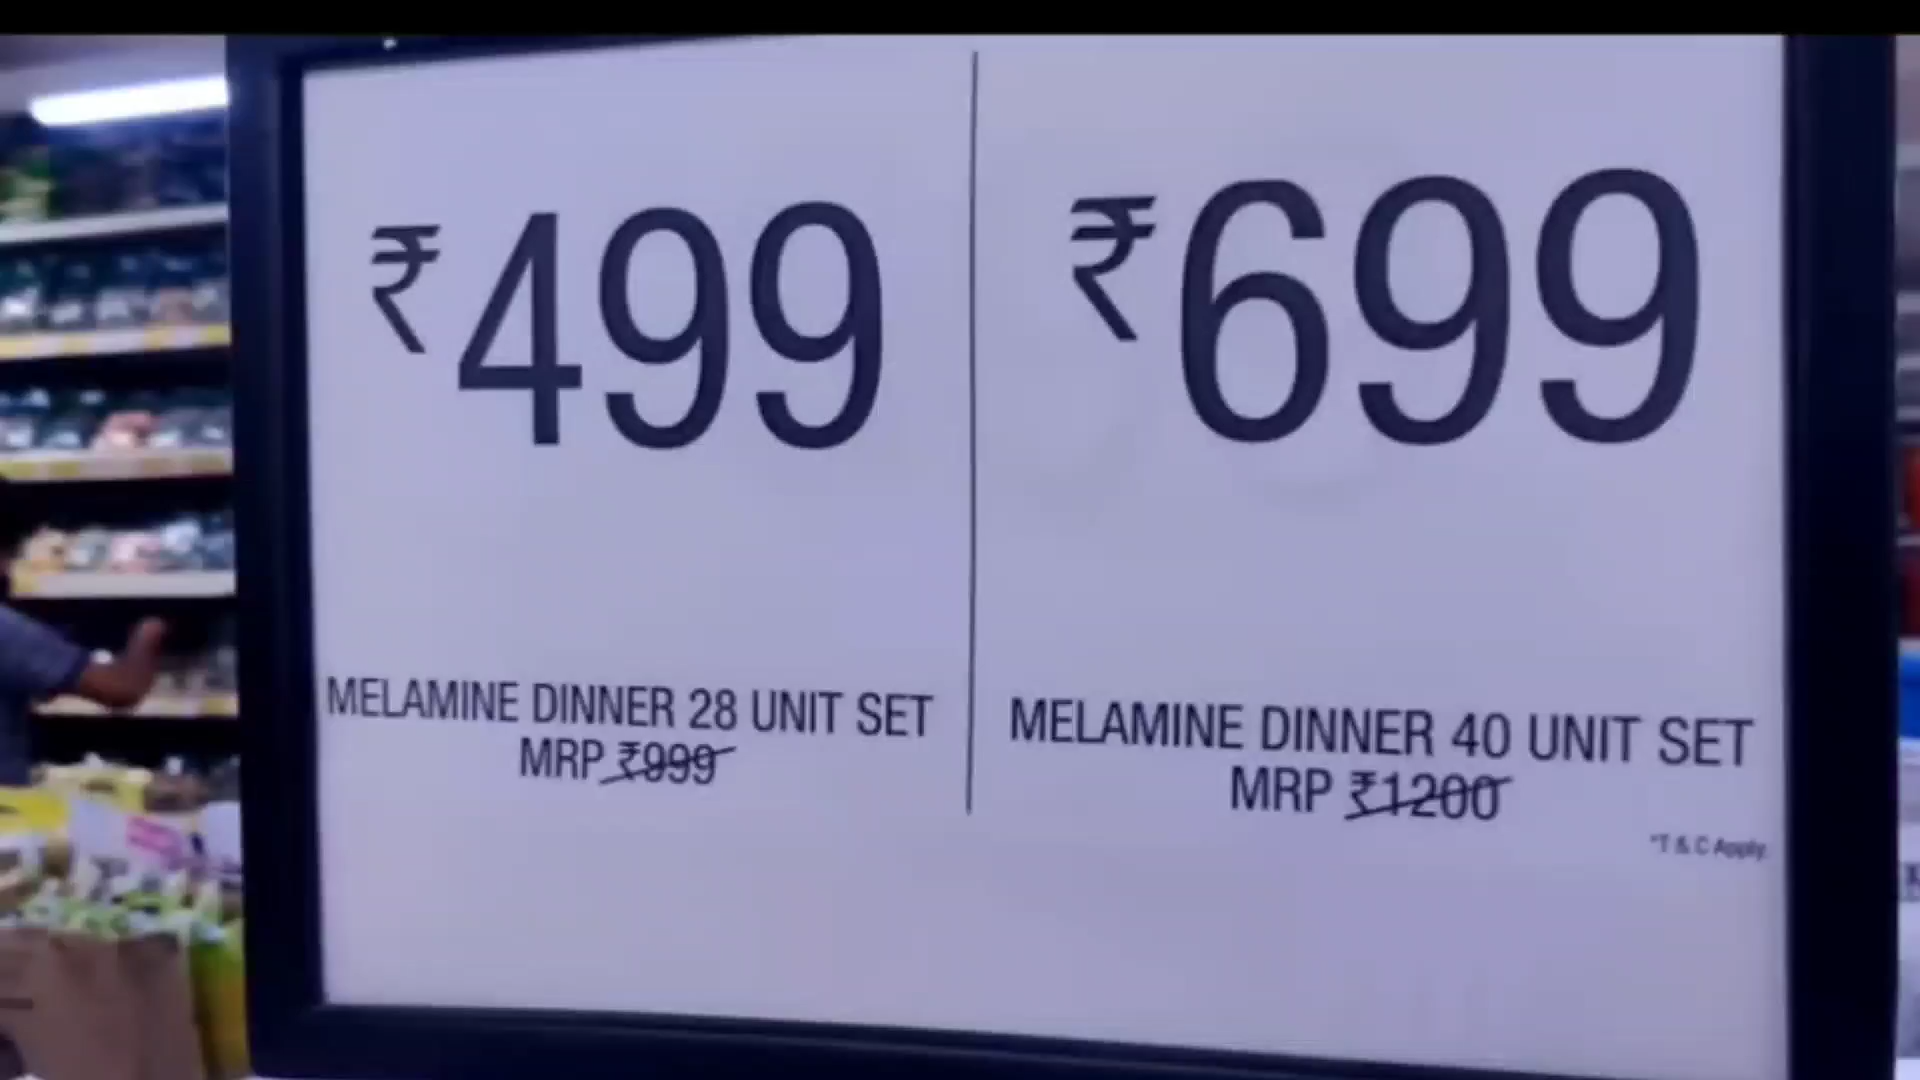 ₹499
MELAMINE DINNER 28 UNIT SET
MRP ₹999
₹699
MELAMINE DINNER 40 UNIT SET
MRP ₹1200
*T & C Apply.